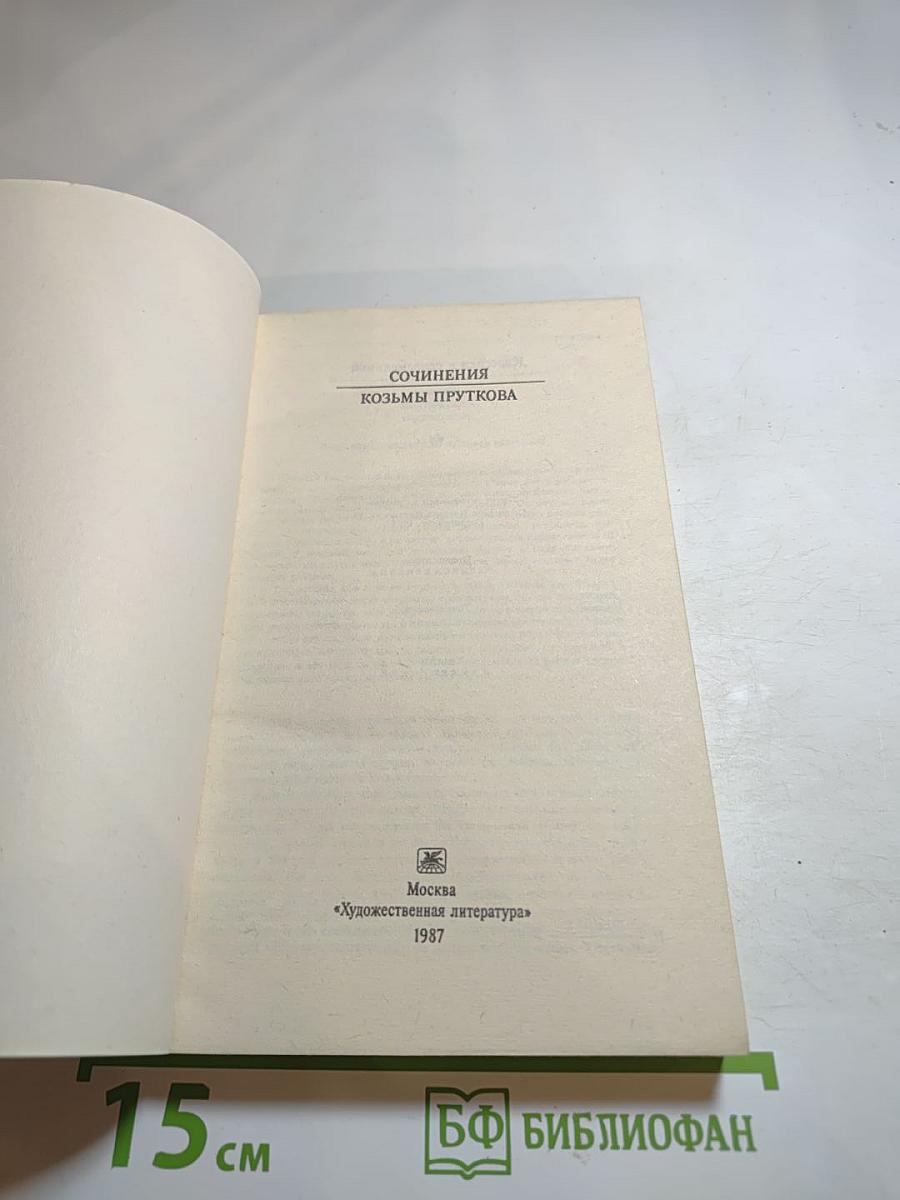 СОЧИНЕНИЯ
КОЗЬМЫ ПРУТКОВА
Москва
«Художественная литература»
1987
15 см
БФ БИБЛИОФАН